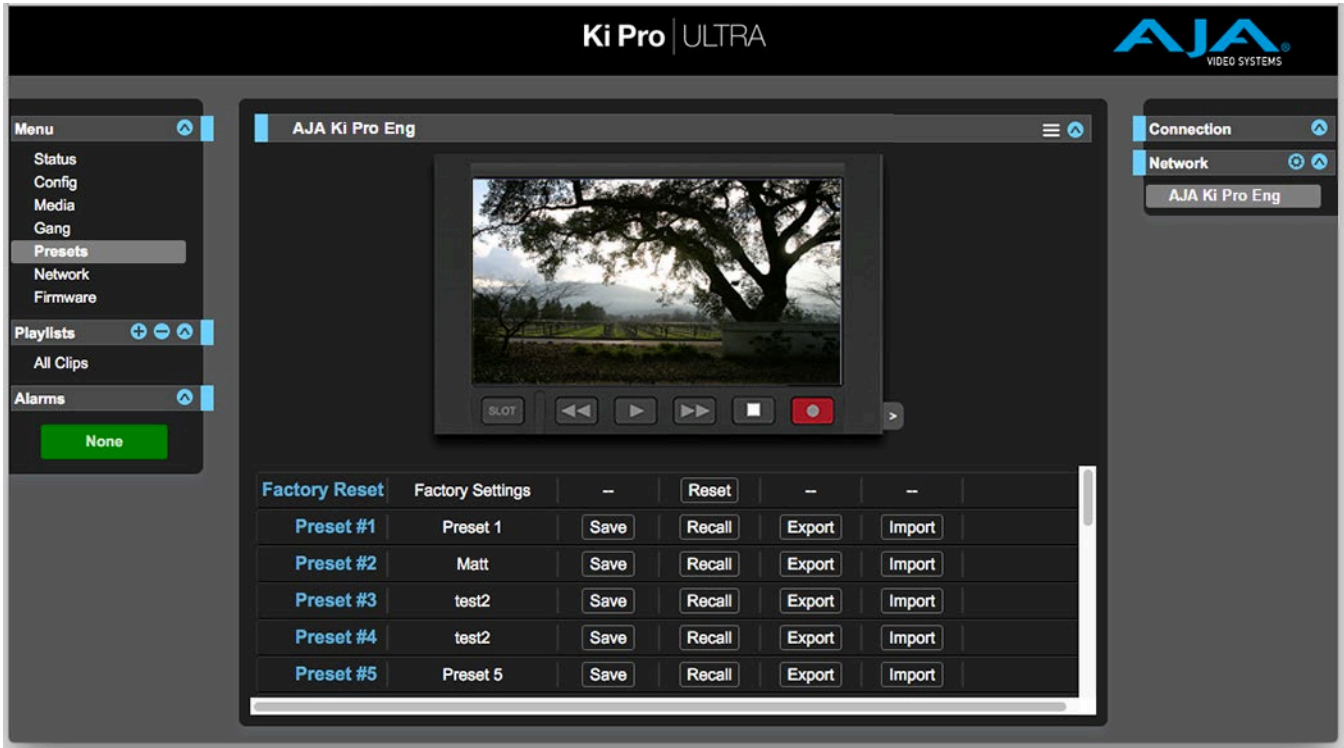 Ki Pro ULTRA
AJA
VIDEO SYSTEMS
Menu
Status
Config
Media
Gang
Presets
Network
Firmware
Playlists
All Clips
Alarms
None
AJA Ki Pro Eng
SLOT
>
Factory Reset Factory Settings -- Reset -- --
Preset #1 Preset 1 Save Recall Export Import
Preset #2 Matt Save Recall Export Import
Preset #3 test2 Save Recall Export Import
Preset #4 test2 Save Recall Export Import
Preset #5 Preset 5 Save Recall Export Import
Connection
Network
AJA Ki Pro Eng